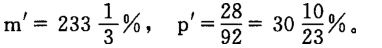 m′ = 233 1/3 %， p′ = 28/92 = 30 10/23 %。